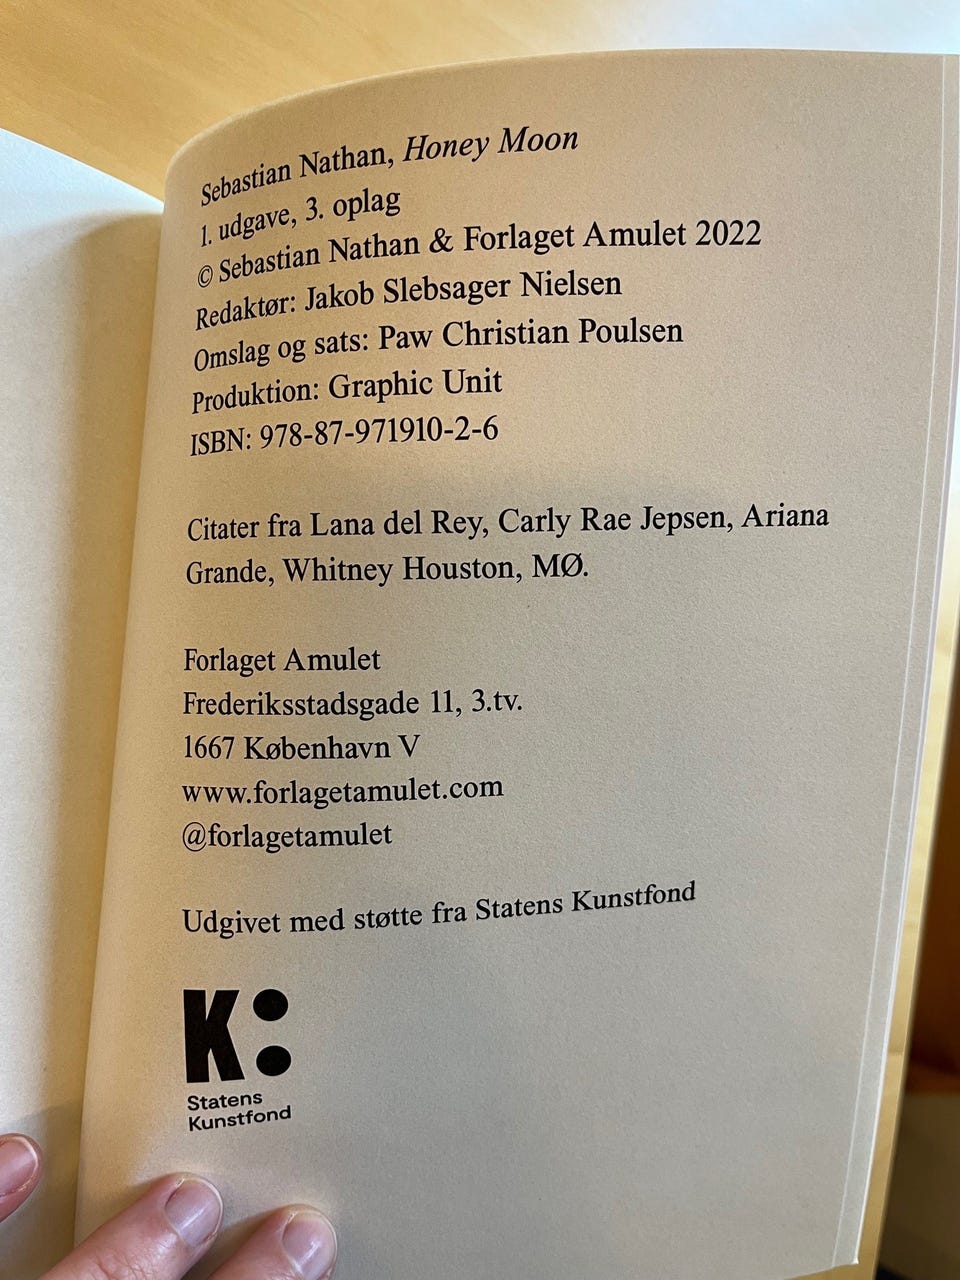 Sebastian Nathan, Honey Moon
1. udgave, 3. oplag
© Sebastian Nathan & Forlaget Amulet 2022
Redaktør: Jakob Slebsager Nielsen
Omslag og sats: Paw Christian Poulsen
Produktion: Graphic Unit
ISBN: 978-87-971910-2-6
Citater fra Lana del Rey, Carly Rae Jepsen, Ariana
Grande, Whitney Houston, MØ.
Forlaget Amulet
Frederiksstadsgade 11, 3.tv.
1667 København V
www.forlagetamulet.com
@forlagetamulet
Udgivet med støtte fra Statens Kunstfond
K:
Statens
Kunstfond